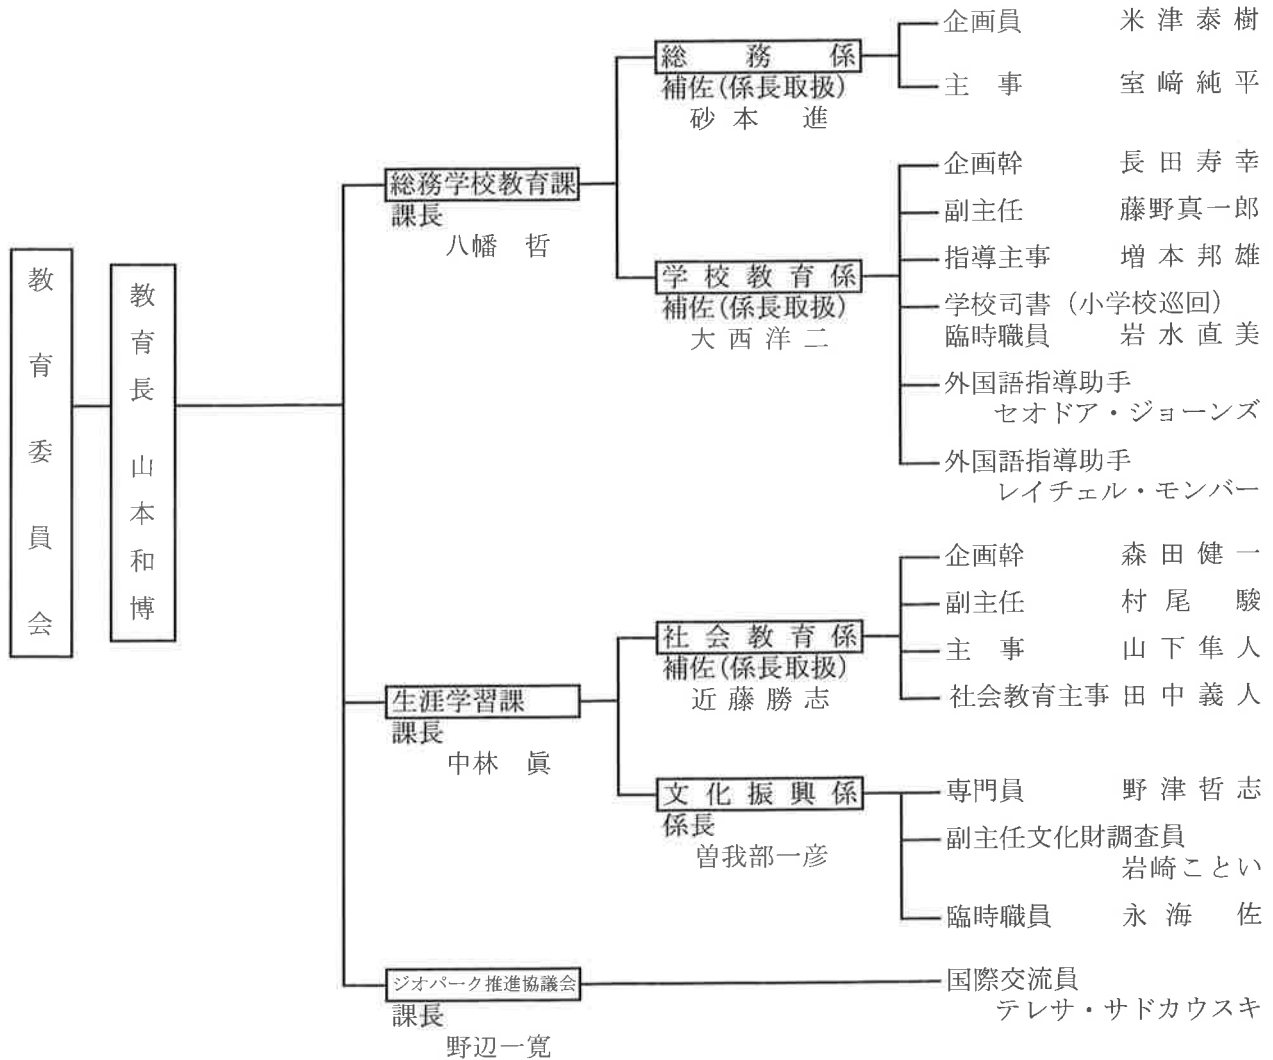 教育委員会
教育長 山本和博
総務学校教育課
課長
八幡 哲
総務係
補佐(係長取扱)
砂本 進
企画員 米津泰樹
主事 室﨑純平
学校教育係
補佐(係長取扱)
大西洋二
企画幹 長田寿幸
副主任 藤野真一郎
指導主事 増本邦雄
学校司書(小学校巡回)
臨時職員 岩水直美
外国語指導助手
セオドア・ジョーンズ
外国語指導助手
レイチェル・モンバー
生涯学習課
課長
中林 眞
社会教育係
補佐(係長取扱)
近藤勝志
企画幹 森田健一
副主任 村尾 駿
主事 山下隼人
社会教育主事 田中義人
文化振興係
係長
曽我部一彦
専門員 野津哲志
副主任文化財調査員
岩崎ことい
臨時職員 永海 佐
ジオパーク推進協議会
課長
野辺一寛
国際交流員
テレサ・サドカウスキ